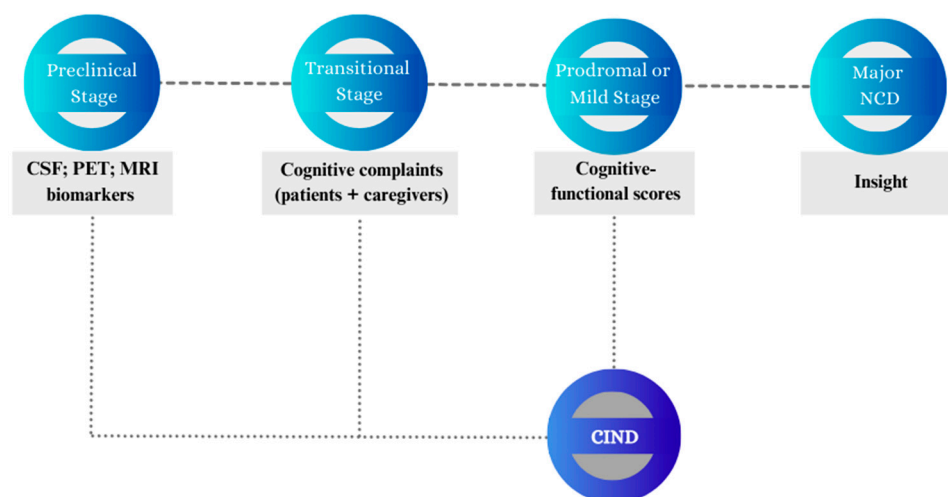 Preclinical
Stage
Transitional
Stage
Prodromal or
Mild Stage
Major
NCD
CSF; PET; MRI
biomarkers
Cognitive complaints
(patients + caregivers)
Cognitive-
functional scores
Insight
CIND